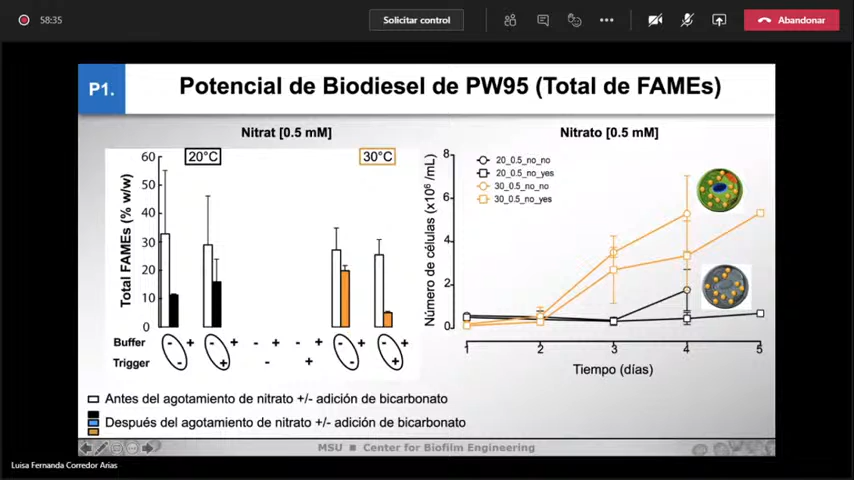 58:35
Solicitar control
Abandonar
P1.
Potencial de Biodiesel de PW95 (Total de FAMEs)
Nitrat [0.5 mM]
Nitrato [0.5 mM]
20°C
30°C
Total FAMEs (% w/w)
60
50
40
30
20
10
0
Buffer - + - + - + - + - + - +
Trigger - + - + - +
8
6
4
2
0
Número de células (x10⁶ /mL)
20_0.5_no_no
20_0.5_no_yes
30_0.5_no_no
30_0.5_no_yes
1 2 3 4 5
Tiempo (días)
Antes del agotamiento de nitrato +/- adición de bicarbonato
Después del agotamiento de nitrato +/- adición de bicarbonato
MSU ■ Center for Biofilm Engineering
Luisa Fernanda Corredor Arias